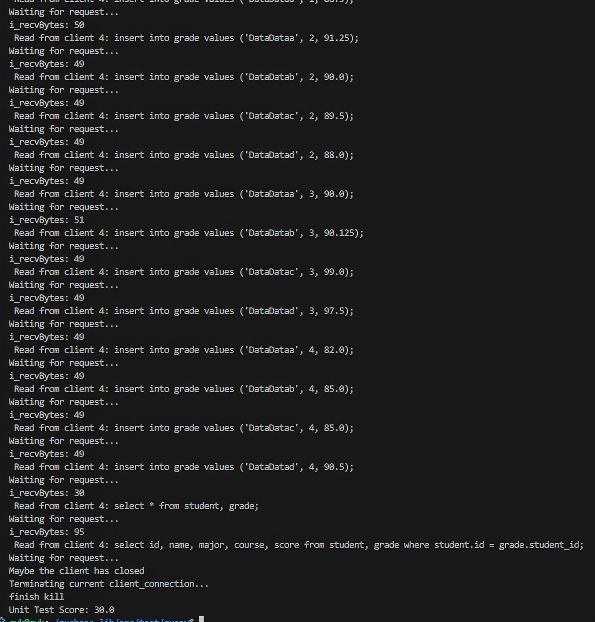 Waiting for request...
i_recvBytes: 50
Read from client 4: insert into grade values ('DataDataa', 2, 91.25);
Waiting for request...
i_recvBytes: 49
Read from client 4: insert into grade values ('DataDatab', 2, 90.0);
Waiting for request...
i_recvBytes: 49
Read from client 4: insert into grade values ('DataDatac', 2, 89.5);
Waiting for request...
i_recvBytes: 49
Read from client 4: insert into grade values ('DataDatad', 2, 88.0);
Waiting for request...
i_recvBytes: 49
Read from client 4: insert into grade values ('DataDataa', 3, 90.0);
Waiting for request...
i_recvBytes: 51
Read from client 4: insert into grade values ('DataDatab', 3, 90.125);
Waiting for request...
i_recvBytes: 49
Read from client 4: insert into grade values ('DataDatac', 3, 99.0);
Waiting for request...
i_recvBytes: 49
Read from client 4: insert into grade values ('DataDatad', 3, 97.5);
Waiting for request...
i_recvBytes: 49
Read from client 4: insert into grade values ('DataDataa', 4, 82.0);
Waiting for request...
i_recvBytes: 49
Read from client 4: insert into grade values ('DataDatab', 4, 85.0);
Waiting for request...
i_recvBytes: 49
Read from client 4: insert into grade values ('DataDatac', 4, 85.0);
Waiting for request...
i_recvBytes: 49
Read from client 4: insert into grade values ('DataDatad', 4, 90.5);
Waiting for request...
i_recvBytes: 30
Read from client 4: select * from student, grade;
Waiting for request...
i_recvBytes: 95
Read from client 4: select id, name, major, course, score from student, grade where student.id = grade.student_id;
Waiting for request...
Maybe the client has closed
Terminating current client_connection...
finish kill
Unit Test Score: 30.0